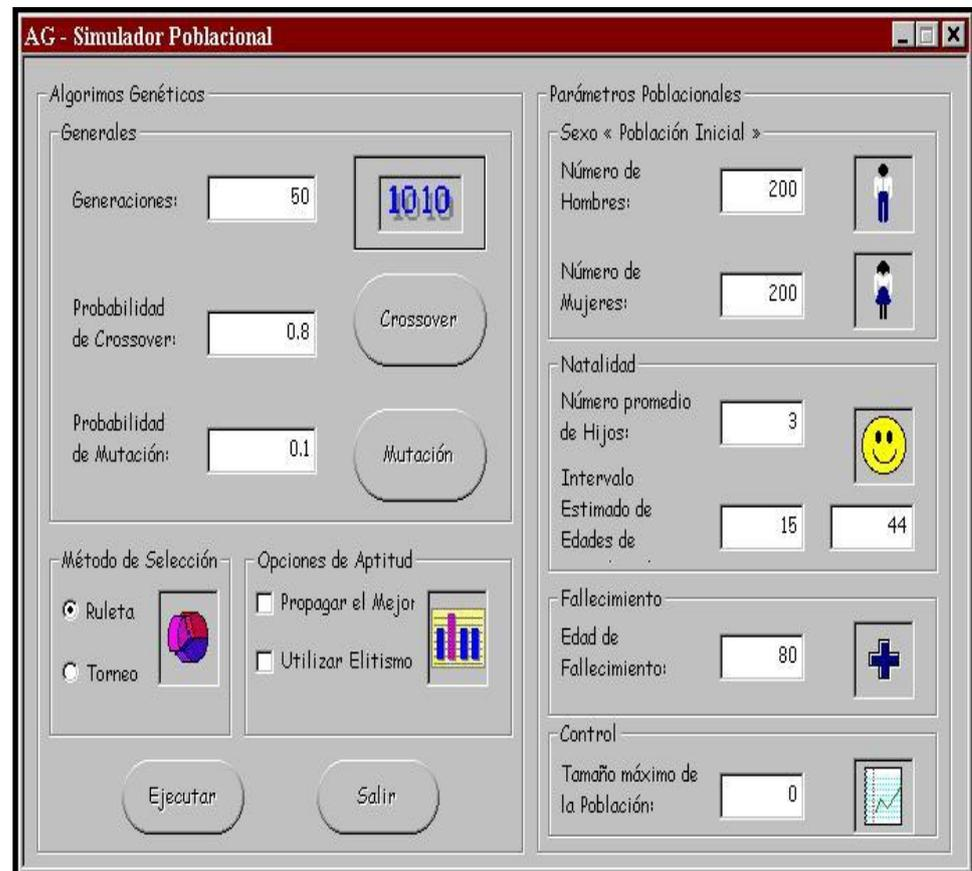 AG - Simulador Poblacional
Algorimos Genéticos
Generales
Generaciones:
50
1010
Probabilidad
de Crossover:
0.8
Crossover
Probabilidad
de Mutación:
0.1
Mutación
Método de Selección
Ruleta
Torneo
Opciones de Aptitud
Propagar el Mejor
Utilizar Elitismo
Ejecutar
Salir
Parámetros Poblacionales
Sexo « Población Inicial »
Número de
Hombres:
200
Número de
Mujeres:
200
Natalidad
Número promedio
de Hijos:
3
Intervalo
Estimado de
Edades de
15
44
Fallecimiento
Edad de
Fallecimiento:
80
Control
Tamaño máximo de
la Población:
0